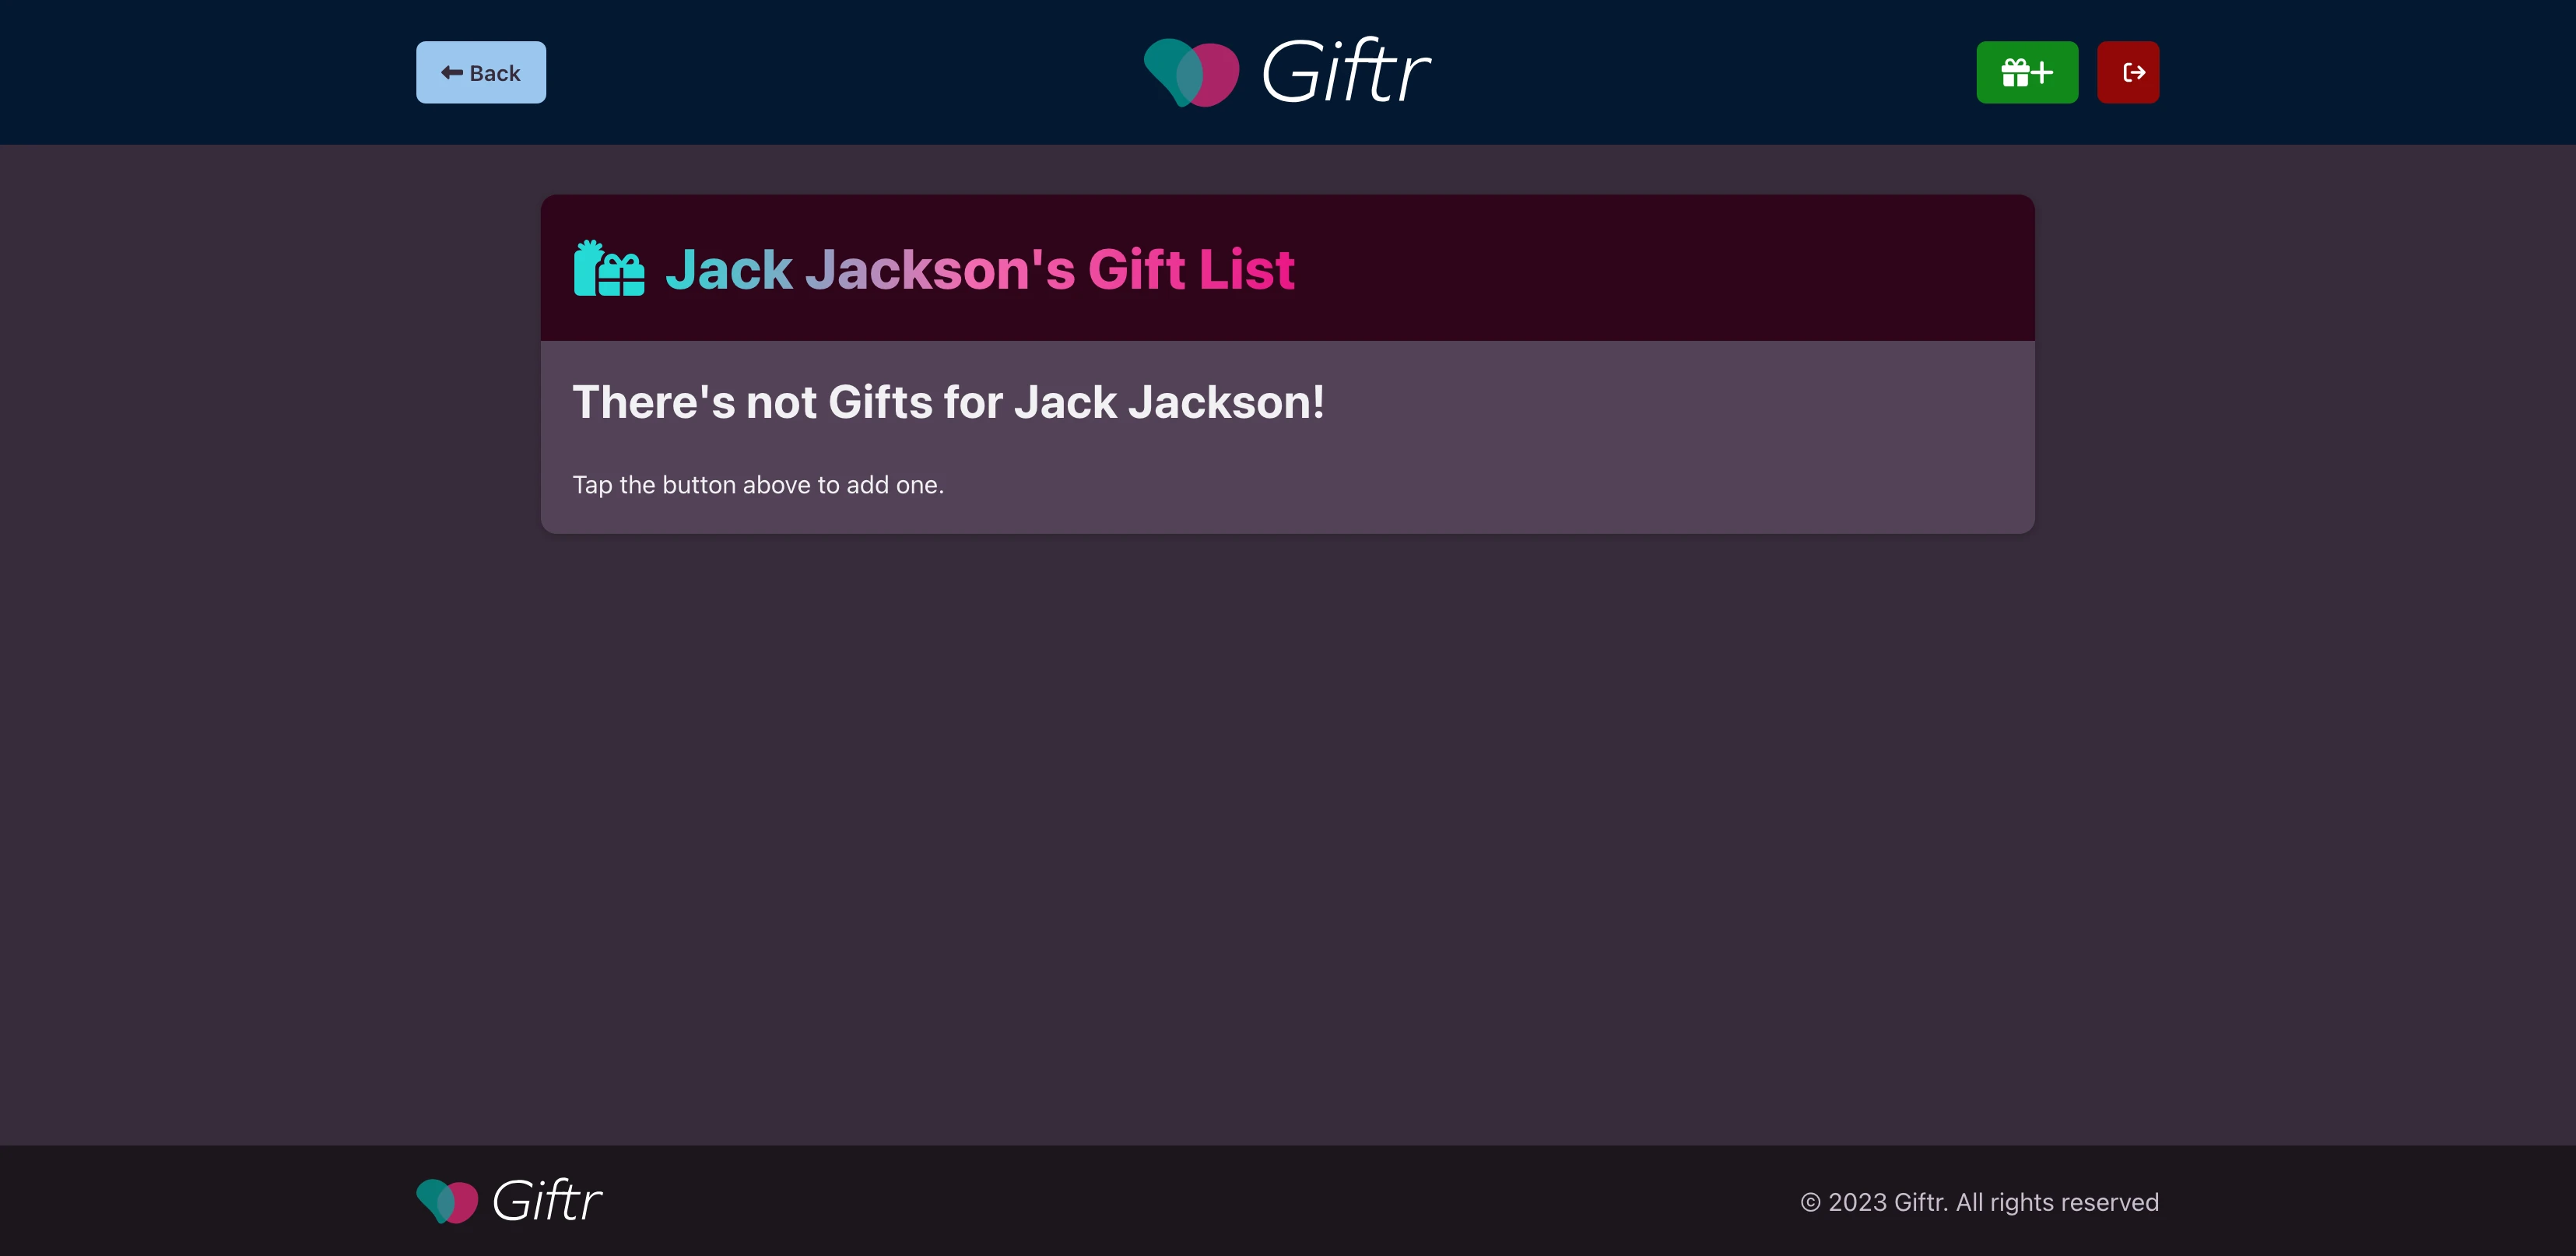 Back
Giftr
Jack Jackson's Gift List
There's not Gifts for Jack Jackson!
Tap the button above to add one.
Giftr
© 2023 Giftr. All rights reserved